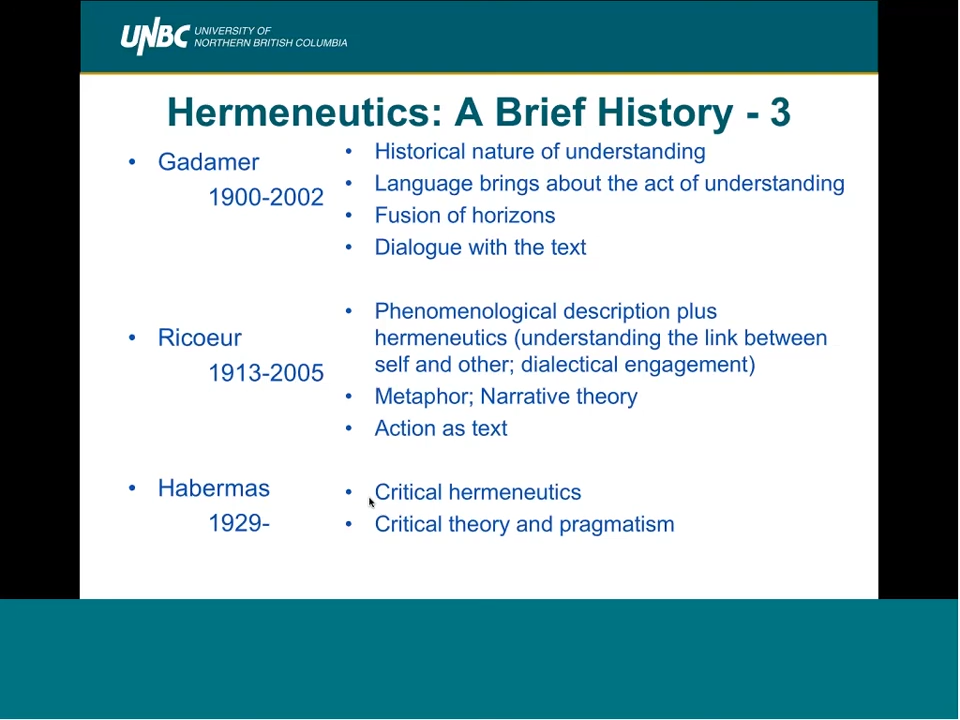 UNBC UNIVERSITY OF
NORTHERN BRITISH COLUMBIA
Hermeneutics: A Brief History - 3
• Gadamer
1900-2002
• Historical nature of understanding
• Language brings about the act of understanding
• Fusion of horizons
• Dialogue with the text
• Ricoeur
1913-2005
• Phenomenological description plus
hermeneutics (understanding the link between
self and other; dialectical engagement)
• Metaphor; Narrative theory
• Action as text
• Habermas
1929-
• Critical hermeneutics
• Critical theory and pragmatism